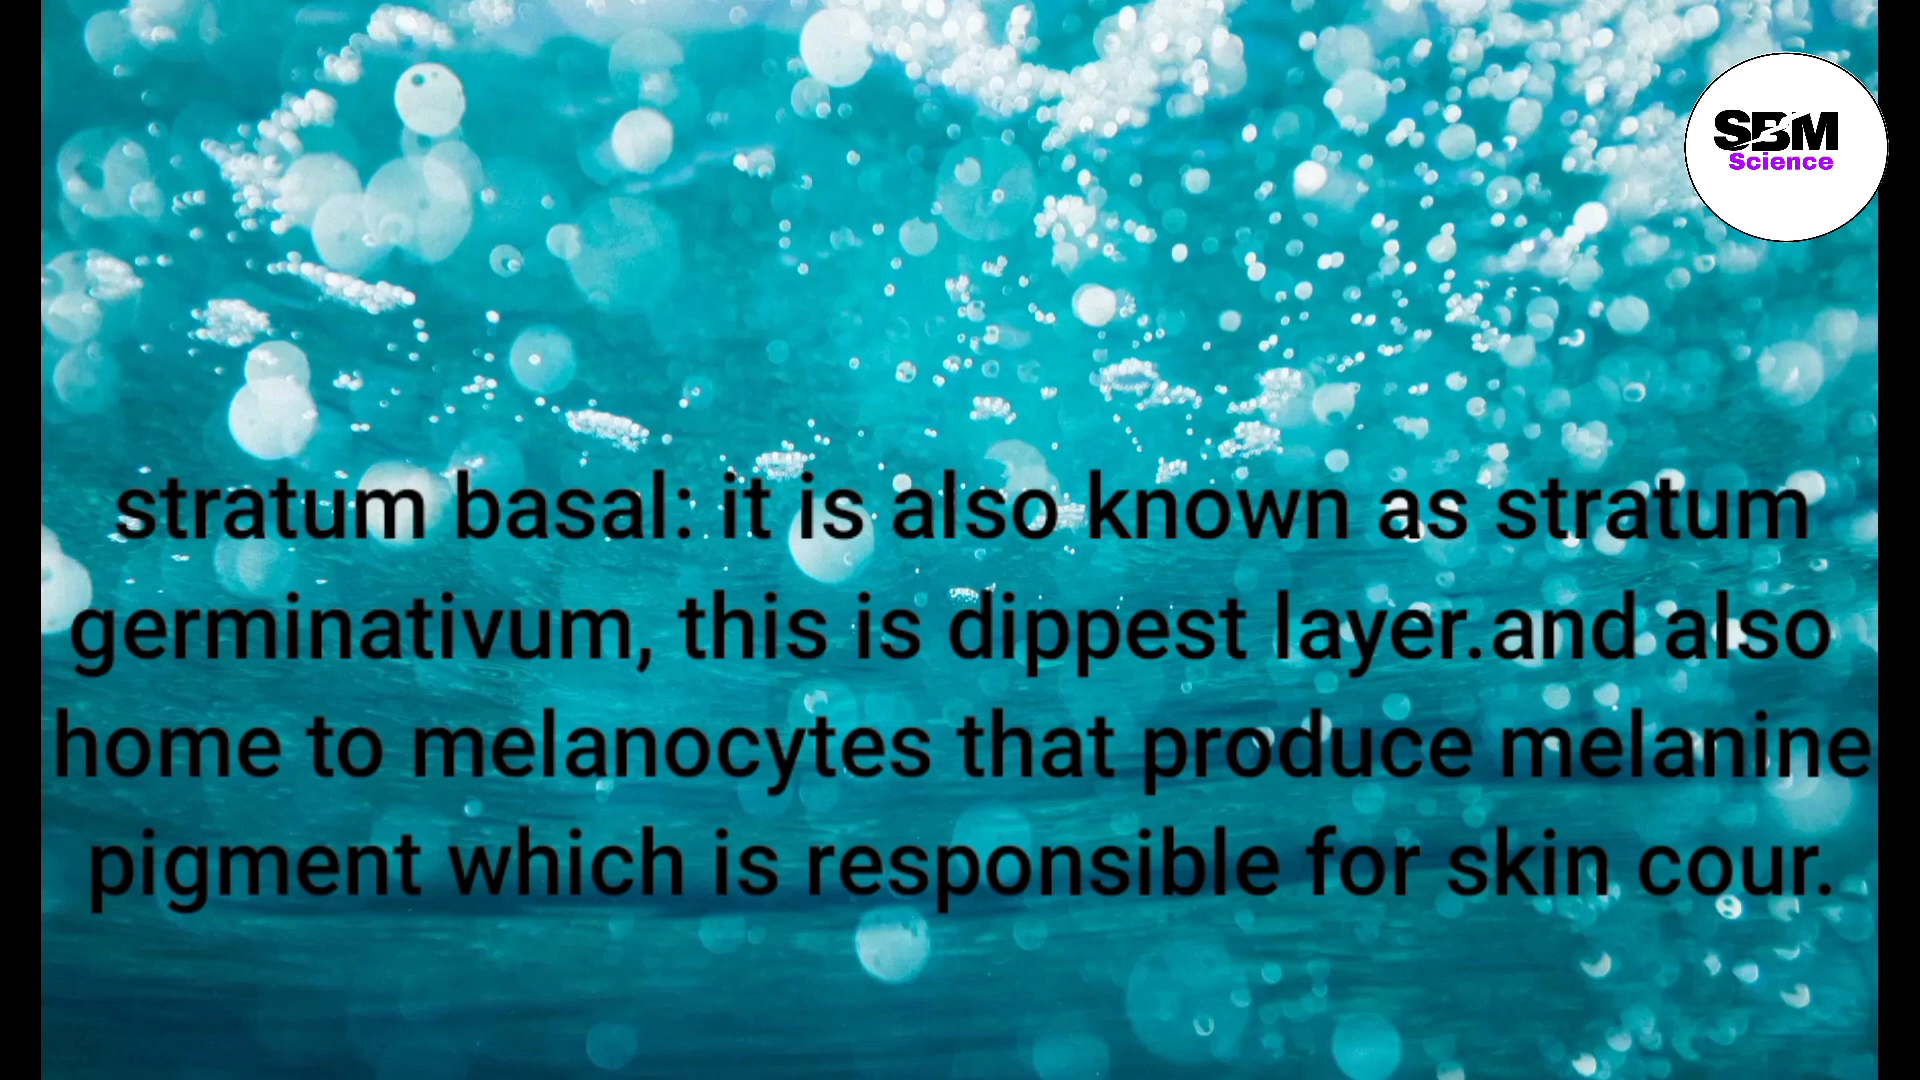 SBM
Science
stratum basal: it is also known as stratum
germinativum, this is dippest layer.and also
home to melanocytes that produce melanine
pigment which is responsible for skin cour.